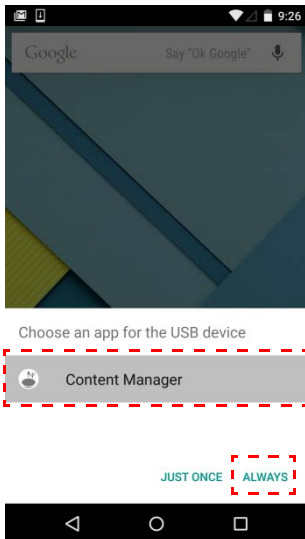 9:26
Google Say "Ok Google"
Choose an app for the USB device
Content Manager
JUST ONCE ALWAYS